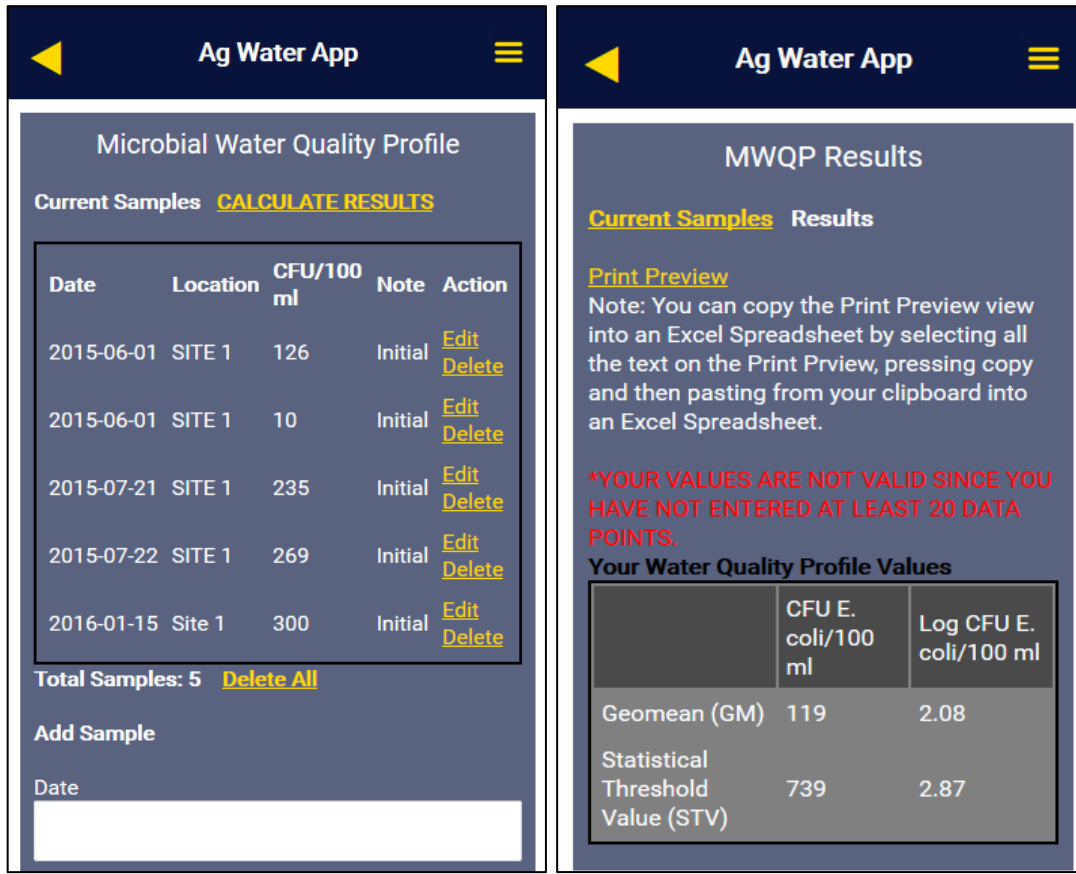 Ag Water App
Microbial Water Quality Profile
Current Samples CALCULATE RESULTS
Date Location CFU/100 ml Note Action
2015-06-01 SITE 1 126 Initial Edit Delete
2015-06-01 SITE 1 10 Initial Edit Delete
2015-07-21 SITE 1 235 Initial Edit Delete
2015-07-22 SITE 1 269 Initial Edit Delete
2016-01-15 Site 1 300 Initial Edit Delete
Total Samples: 5 Delete All
Add Sample
Date
Ag Water App
MWQP Results
Current Samples Results
Print Preview
Note: You can copy the Print Preview view
into an Excel Spreadsheet by selecting all
the text on the Print Prview, pressing copy
and then pasting from your clipboard into
an Excel Spreadsheet.
*YOUR VALUES ARE NOT VALID SINCE YOU
HAVE NOT ENTERED AT LEAST 20 DATA
POINTS.
Your Water Quality Profile Values
CFU E. coli/100 ml Log CFU E. coli/100 ml
Geomean (GM) 119 2.08
Statistical Threshold Value (STV) 739 2.87